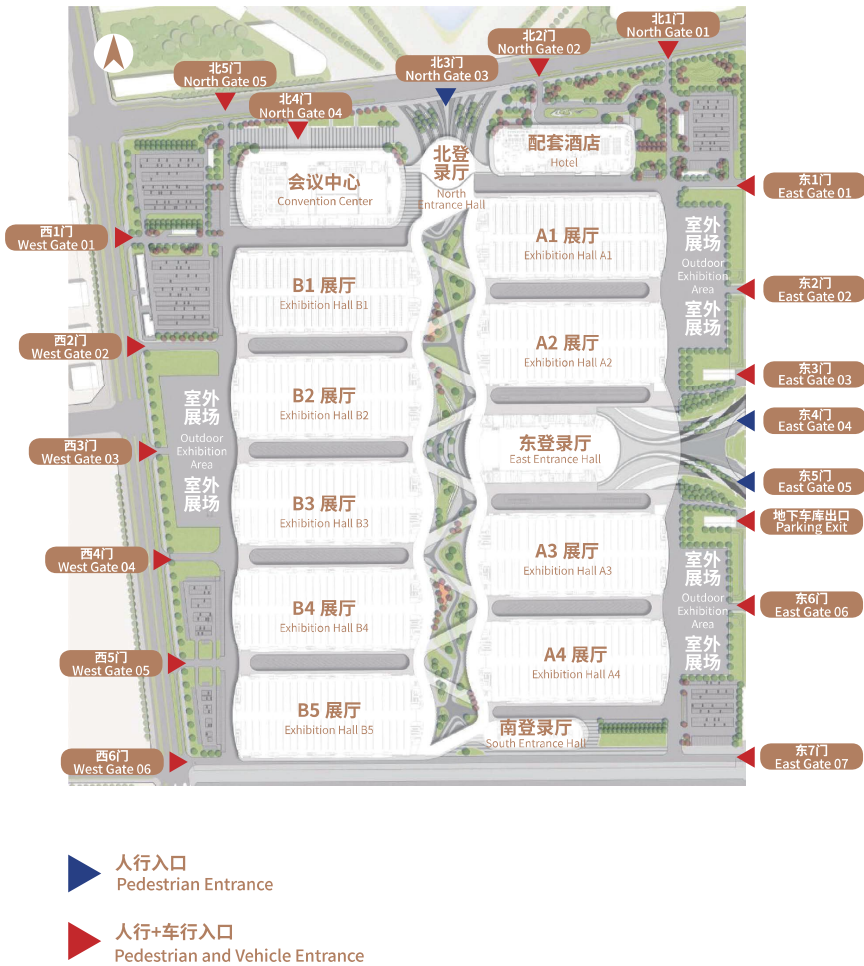 北1门
North Gate 01
北2门
North Gate 02
北3门
North Gate 03
北5门
North Gate 05
北4门
North Gate 04
配套酒店
Hotel
北登
录厅
North
Entrance Hall
会议中心
Convention Center
东1门
East Gate 01
西1门
West Gate 01
A1 展厅
Exhibition Hall A1
室外
展场
Outdoor
Exhibition
Area
室外
展场
东2门
East Gate 02
B1 展厅
Exhibition Hall B1
西2门
West Gate 02
A2 展厅
Exhibition Hall A2
东3门
East Gate 03
B2 展厅
Exhibition Hall B2
室外
展场
Outdoor
Exhibition
Area
室外
展场
东4门
East Gate 04
西3门
West Gate 03
东登录厅
East Entrance Hall
东5门
East Gate 05
B3 展厅
Exhibition Hall B3
地下车库出口
Parking Exit
西4门
West Gate 04
A3 展厅
Exhibition Hall A3
室外
展场
Outdoor
Exhibition
Area
室外
展场
东6门
East Gate 06
B4 展厅
Exhibition Hall B4
西5门
West Gate 05
A4 展厅
Exhibition Hall A4
B5 展厅
Exhibition Hall B5
南登录厅
South Entrance Hall
西6门
West Gate 06
东7门
East Gate 07
人行入口
Pedestrian Entrance
人行+车行入口
Pedestrian and Vehicle Entrance